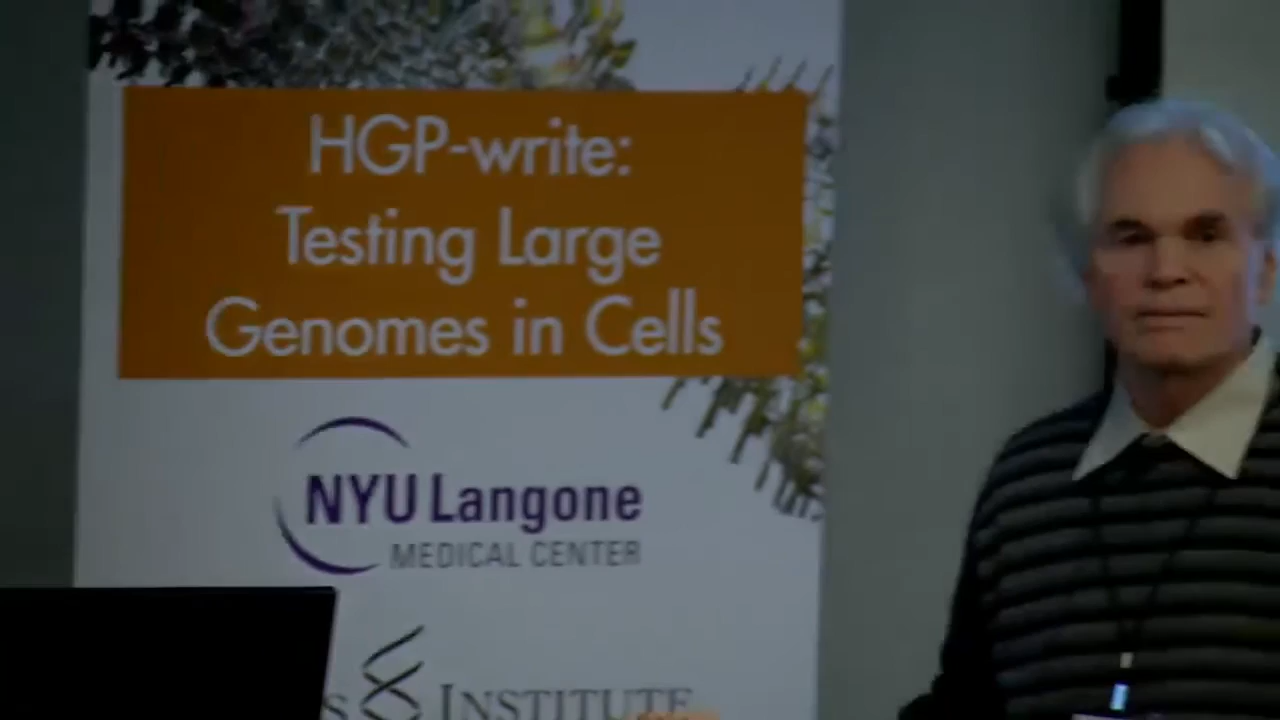 HGP-write:
Testing Large
Genomes in Cells
NYU Langone
MEDICAL CENTER
INSTITUTE